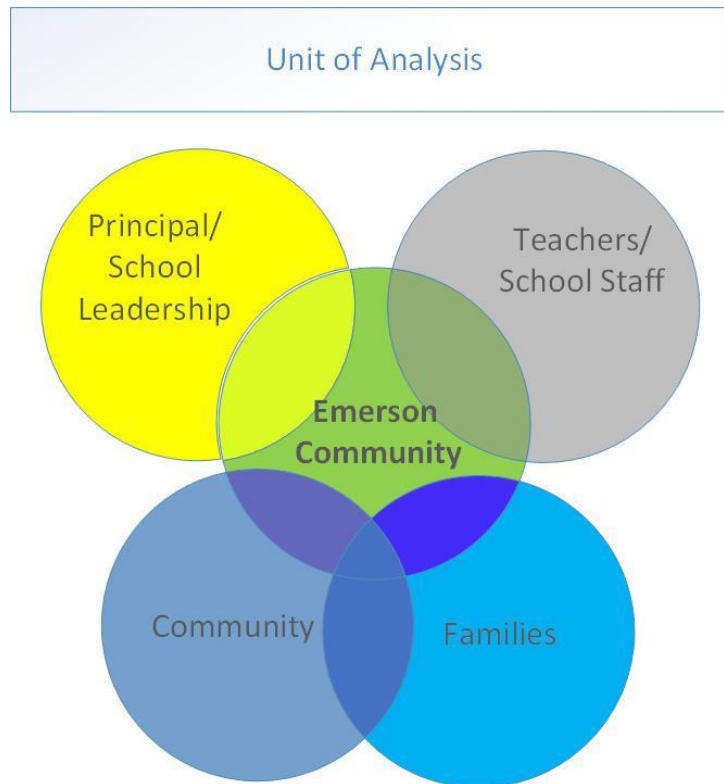 Unit of Analysis
Principal/
School
Leadership
Teachers/
School Staff
Emerson
Community
Community
Families